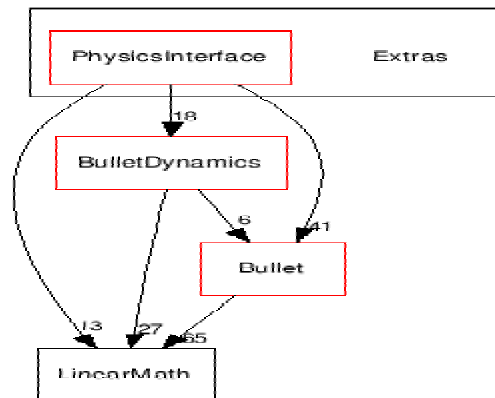 PhysicsInterface Extras
18
BulletDynamics
6
41
Bullet
13
27
65
LinearMath